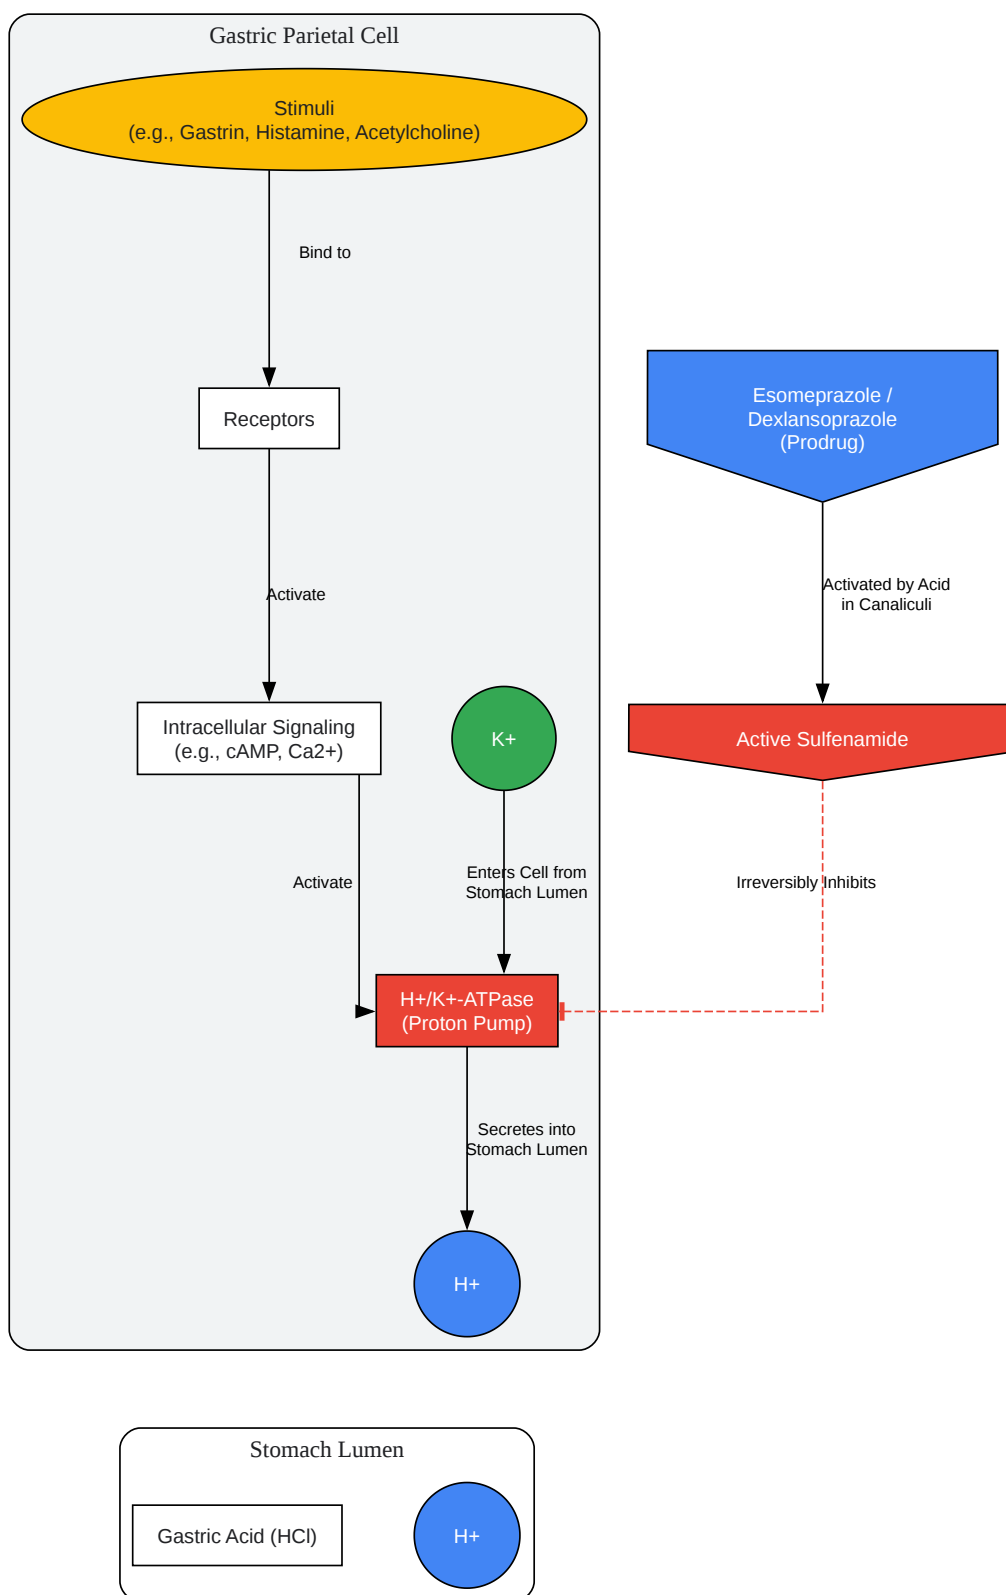 Gastric Parietal Cell
Stimuli
(e.g., Gastrin, Histamine, Acetylcholine)
Bind to
Receptors
Esomeprazole /
Dexlansoprazole
(Prodrug)
Activate
Activated by Acid
in Canaliculi
Intracellular Signaling
(e.g., cAMP, Ca2+)
K+
Active Sulfenamide
Activate
Enters Cell from
Stomach Lumen
Irreversibly Inhibits
H+/K+-ATPase
(Proton Pump)
Secretes into
Stomach Lumen
H+
Stomach Lumen
Gastric Acid (HCl)
H+